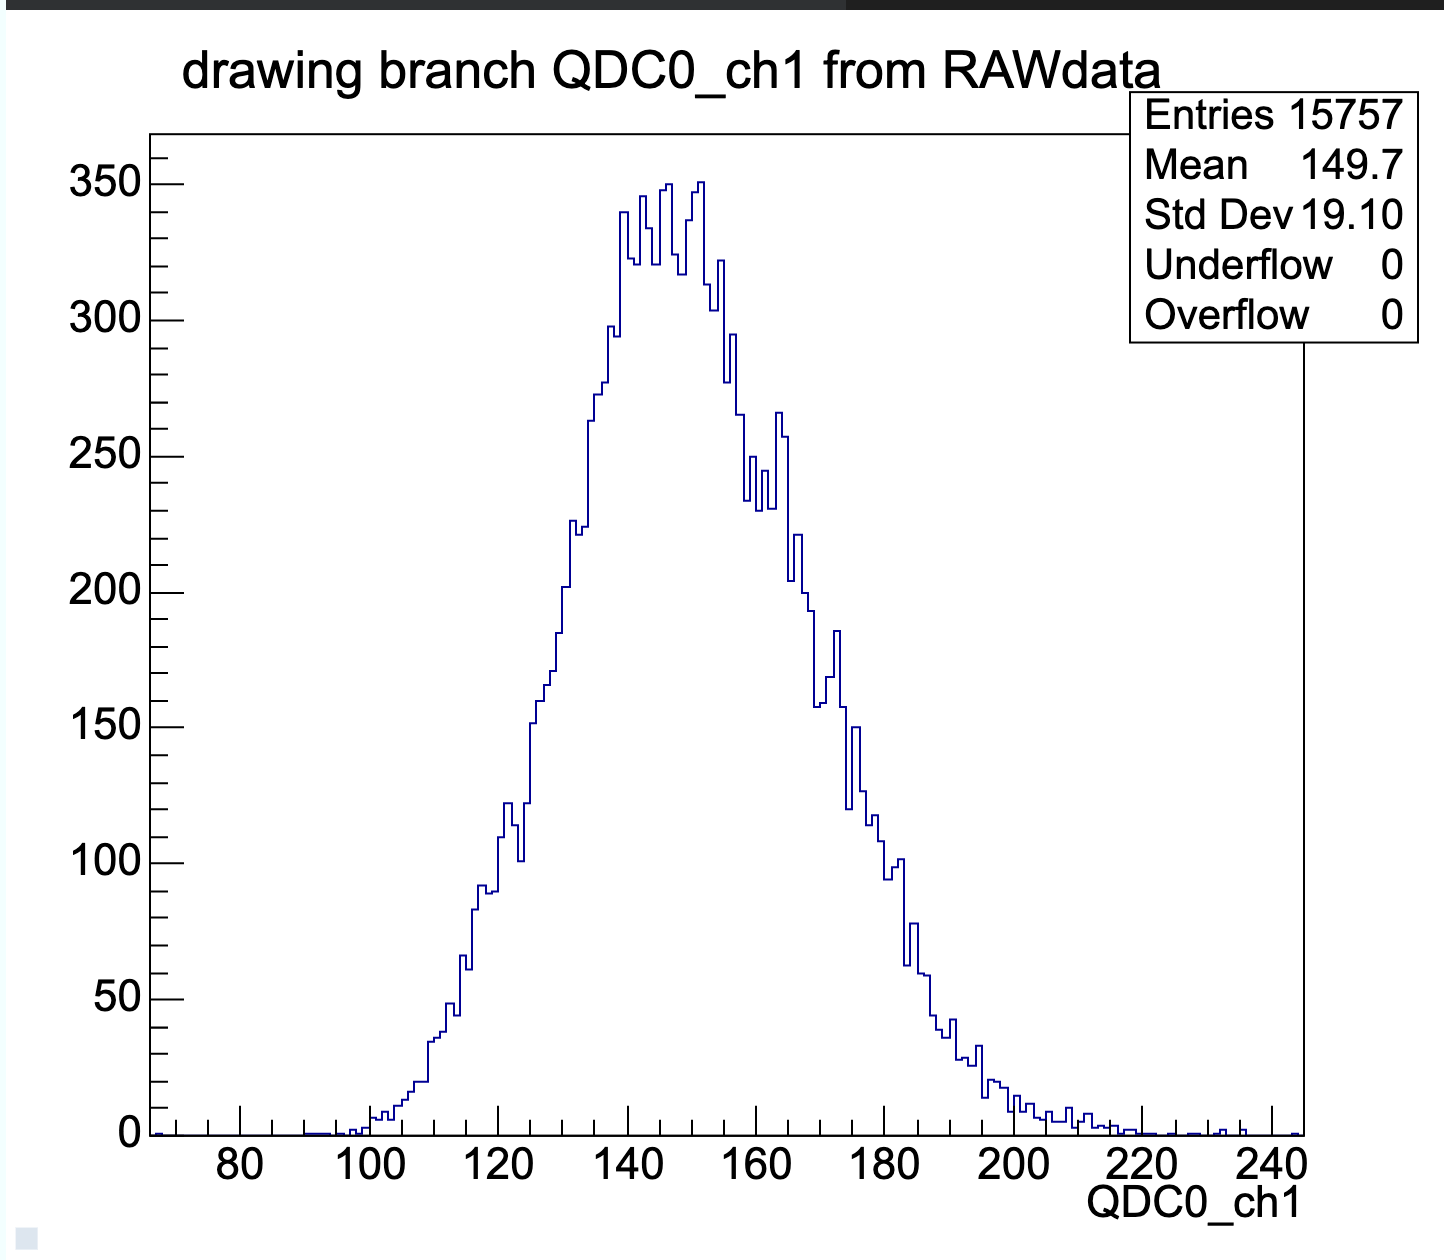 drawing branch QDC0_ch1 from RAWdata
Entries 15757
Mean 149.7
Std Dev 19.10
Underflow 0
Overflow 0
350
300
250
200
150
100
50
0
80 100 120 140 160 180 200 220 240
QDC0_ch1